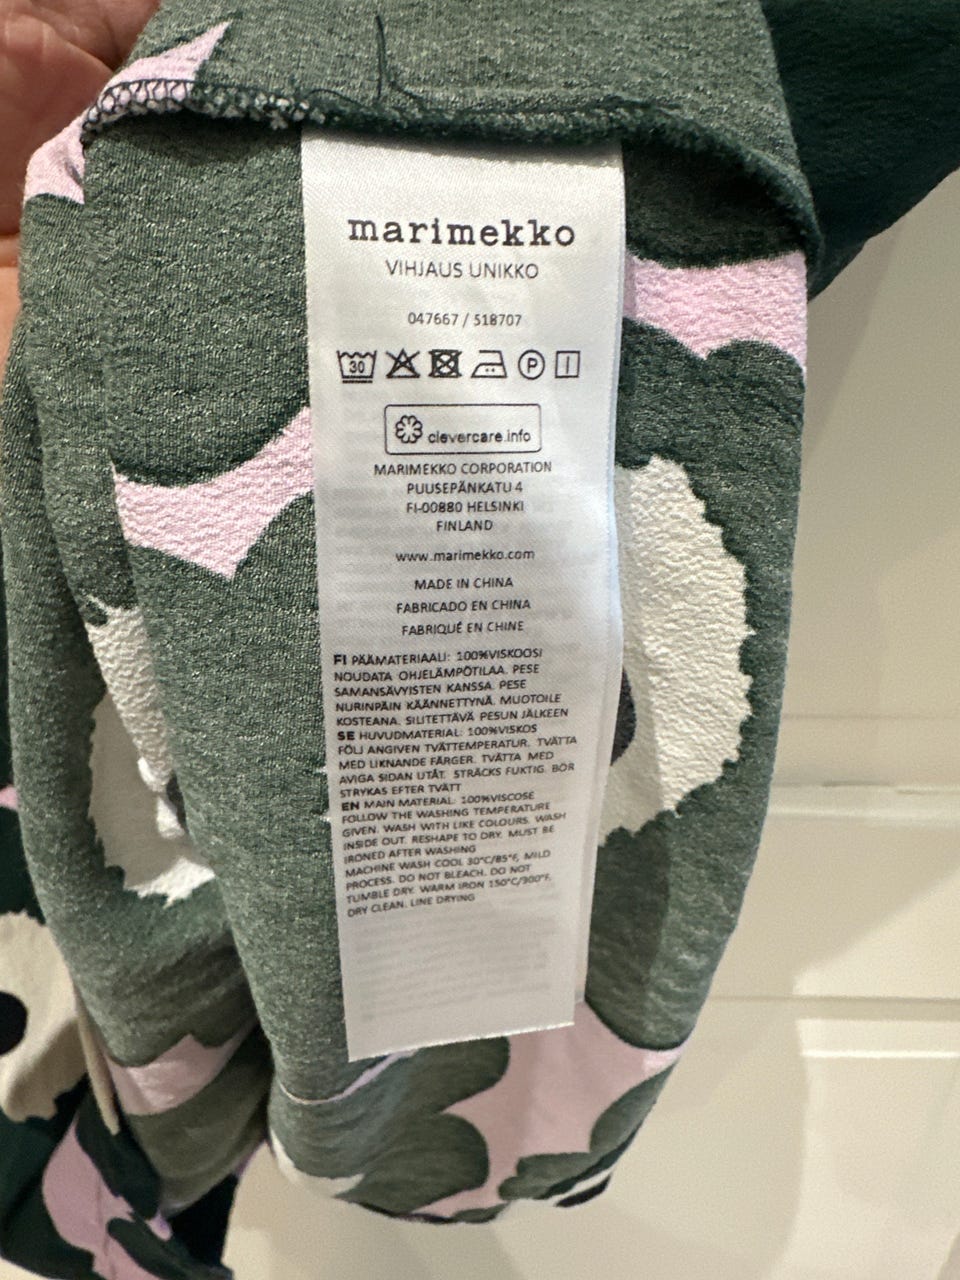 marimekko
VIHJAUS UNIKKO
047667 / 518707
30 P
clevercare.info
MARIMEKKO CORPORATION
PUUSEPÄNKATU 4
FI-00880 HELSINKI
FINLAND
www.marimekko.com
MADE IN CHINA
FABRICADO EN CHINA
FABRIQUÉ EN CHINE
FI PÄÄMATERIAALI: 100%VISKOOSI
NOUDATA OHJELÄMPÖTILAA. PESE
SAMANSÄVYISTEN KANSSA. PESE
NURINPÄIN KÄÄNNETTYNÄ. MUOTOILE
KOSTEANA. SILITETTÄVÄ PESUN JÄLKEEN
SE HUVUDMATERIAL: 100%VISKOS
FÖLJ ANGIVEN TVÄTTEMPERATUR. TVÄTTA
MED LIKNANDE FÄRGER. TVÄTTA MED
AVIGA SIDAN UTÅT. STRÄCKS FUKTIG. BÖR
STRYKAS EFTER TVÄTT
EN MAIN MATERIAL: 100%VISCOSE
FOLLOW THE WASHING TEMPERATURE
GIVEN. WASH WITH LIKE COLOURS. WASH
INSIDE OUT. RESHAPE TO DRY. MUST BE
IRONED AFTER WASHING
MACHINE WASH COOL 30°C/85°F, MILD
PROCESS. DO NOT BLEACH. DO NOT
TUMBLE DRY. WARM IRON 150°C/300°F.
DRY CLEAN. LINE DRYING